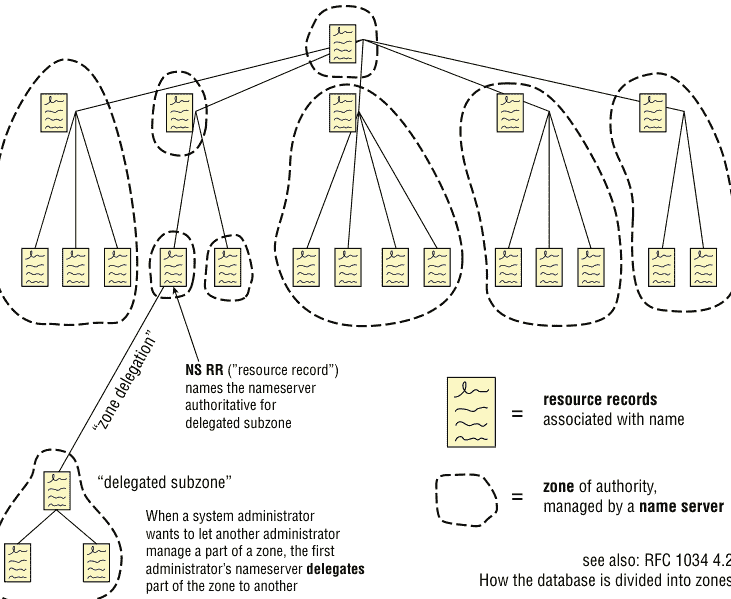 NS RR ("resource record")
names the nameserver
authoritative for
delegated subzone
"zone delegation"
resource records
associated with name
=
"delegated subzone"
=
zone of authority,
managed by a name server
When a system administrator
wants to let another administrator
manage a part of a zone, the first
administrator's nameserver delegates
part of the zone to another
see also: RFC 1034 4.2
How the database is divided into zones